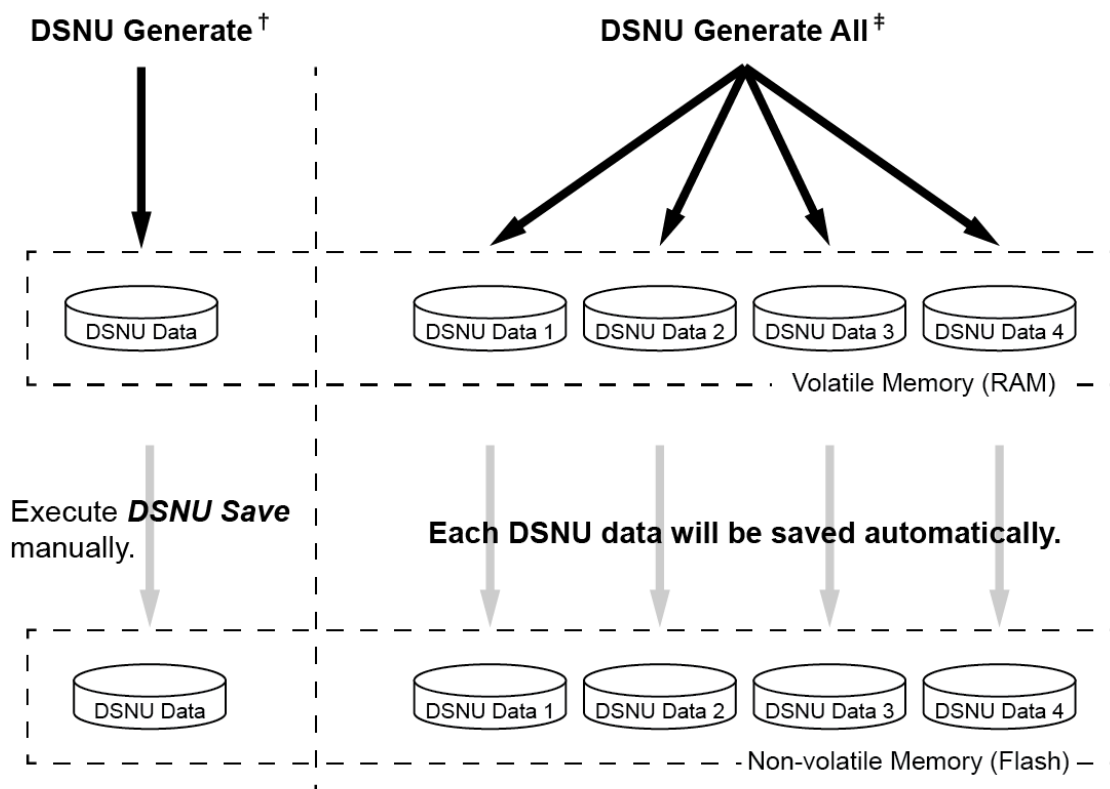 DSNU Generate†
DSNU Generate All‡
DSNU Data
DSNU Data 1
DSNU Data 2
DSNU Data 3
DSNU Data 4
Volatile Memory (RAM)
Execute DSNU Save
manually.
Each DSNU data will be saved automatically.
DSNU Data
DSNU Data 1
DSNU Data 2
DSNU Data 3
DSNU Data 4
Non-volatile Memory (Flash)